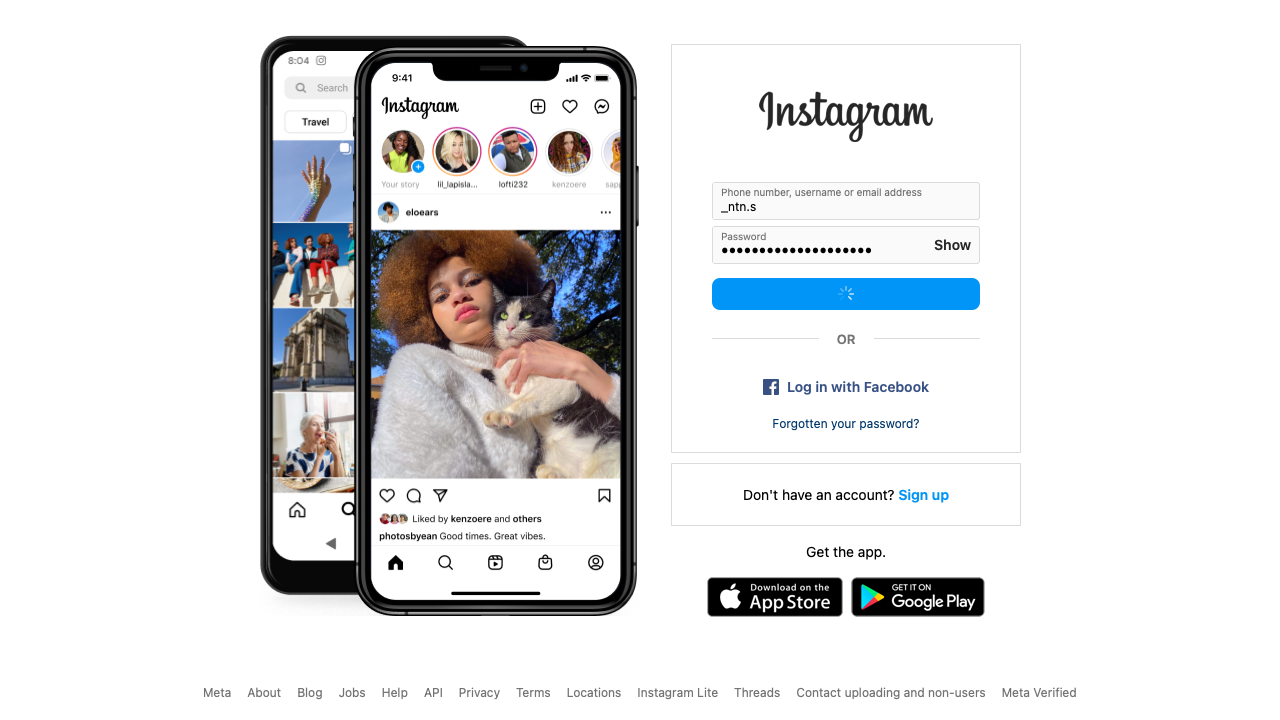 8:04
Search
Travel
9:41
Instagram
Your story
lil_lapisla...
lofti232
kenzoere
sapp
eloears
Liked by kenzoere and others
photosbyean Good times. Great vibes.
Instagram
Phone number, username or email address
_ntn.s
Password
••••••••••••••••••••
Show
OR
Log in with Facebook
Forgotten your password?
Don't have an account? Sign up
Get the app.
Download on the
App Store
GET IT ON
Google Play
Meta About Blog Jobs Help API Privacy Terms Locations Instagram Lite Threads Contact uploading and non-users Meta Verified